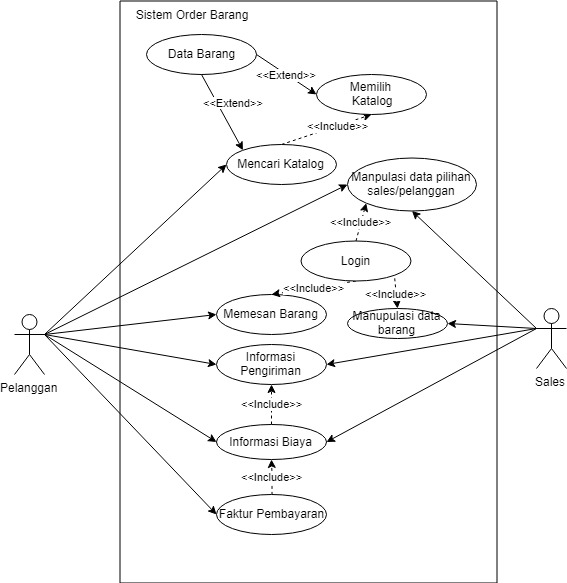 Sistem Order Barang
Data Barang
<<Extend>>
Memilih
Katalog
<<Extend>>
<<Include>>
Mencari Katalog
Manpulasi data pilihan
sales/pelanggan
<<Include>>
Login
<<Include>>
<<Include>>
Memesan Barang
Manupulasi data
barang
Informasi
Pengiriman
Pelanggan
Sales
<<Include>>
Informasi Biaya
<<Include>>
Faktur Pembayaran